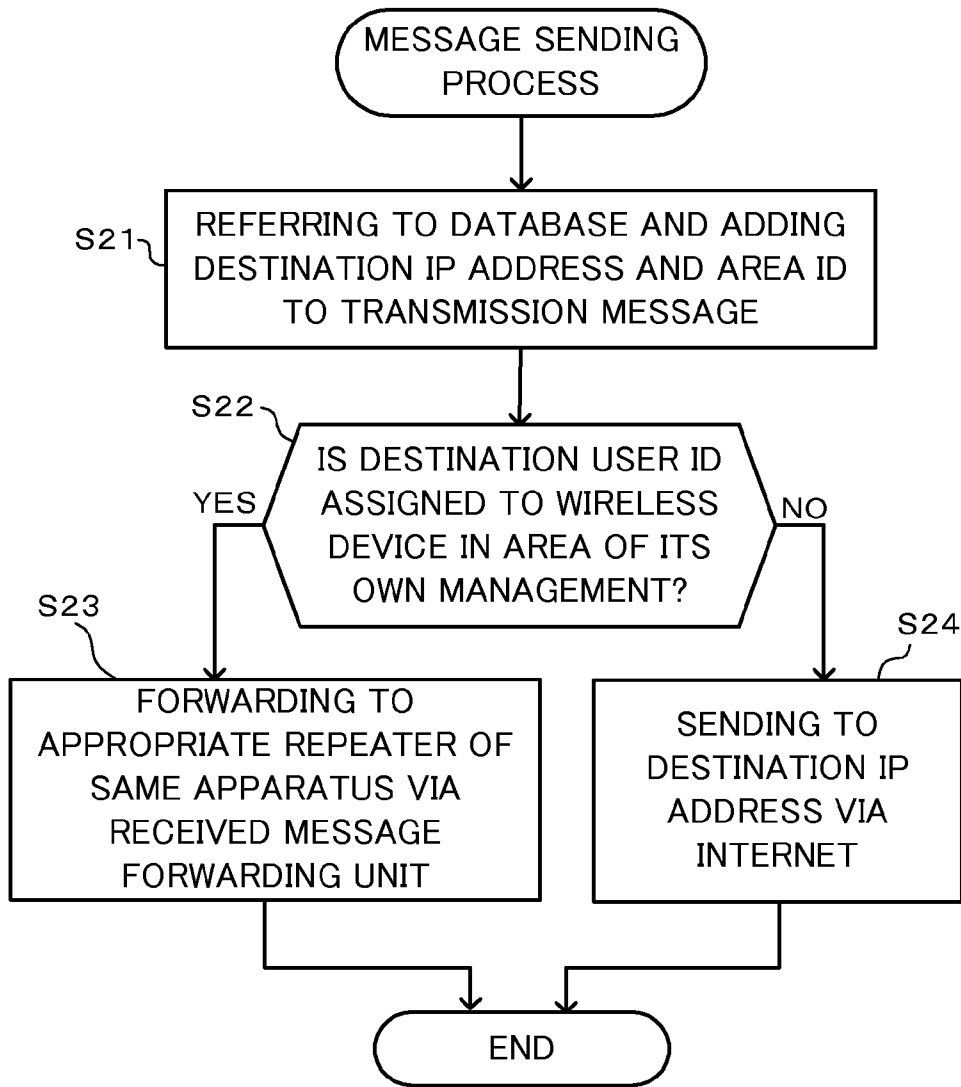 MESSAGE SENDING
PROCESS
S21
REFERRING TO DATABASE AND ADDING
DESTINATION IP ADDRESS AND AREA ID
TO TRANSMISSION MESSAGE
S22
IS DESTINATION USER ID
ASSIGNED TO WIRELESS
DEVICE IN AREA OF ITS
OWN MANAGEMENT?
YES
NO
S23
FORWARDING TO
APPROPRIATE REPEATER OF
SAME APPARATUS VIA
RECEIVED MESSAGE
FORWARDING UNIT
S24
SENDING TO
DESTINATION IP
ADDRESS VIA
INTERNET
END